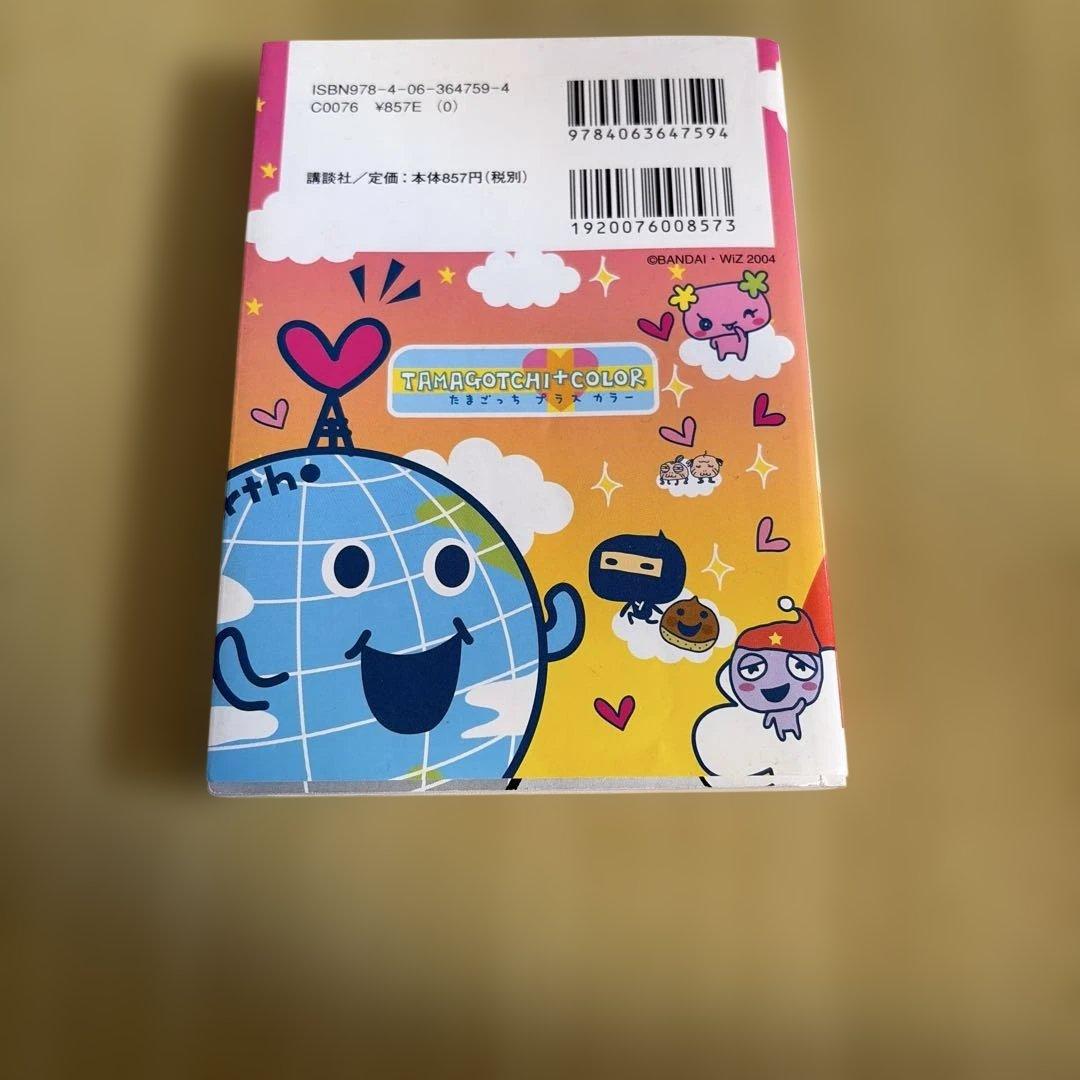 ISBN978-4-06-364759-4
C0076 ¥857E (0)
9784063647594
講談社/定価:本体857円(税別)
1920076008573
©BANDAI・WiZ 2004
TAMAGOTCHI+COLOR
たまごっち プラス カラー
rth